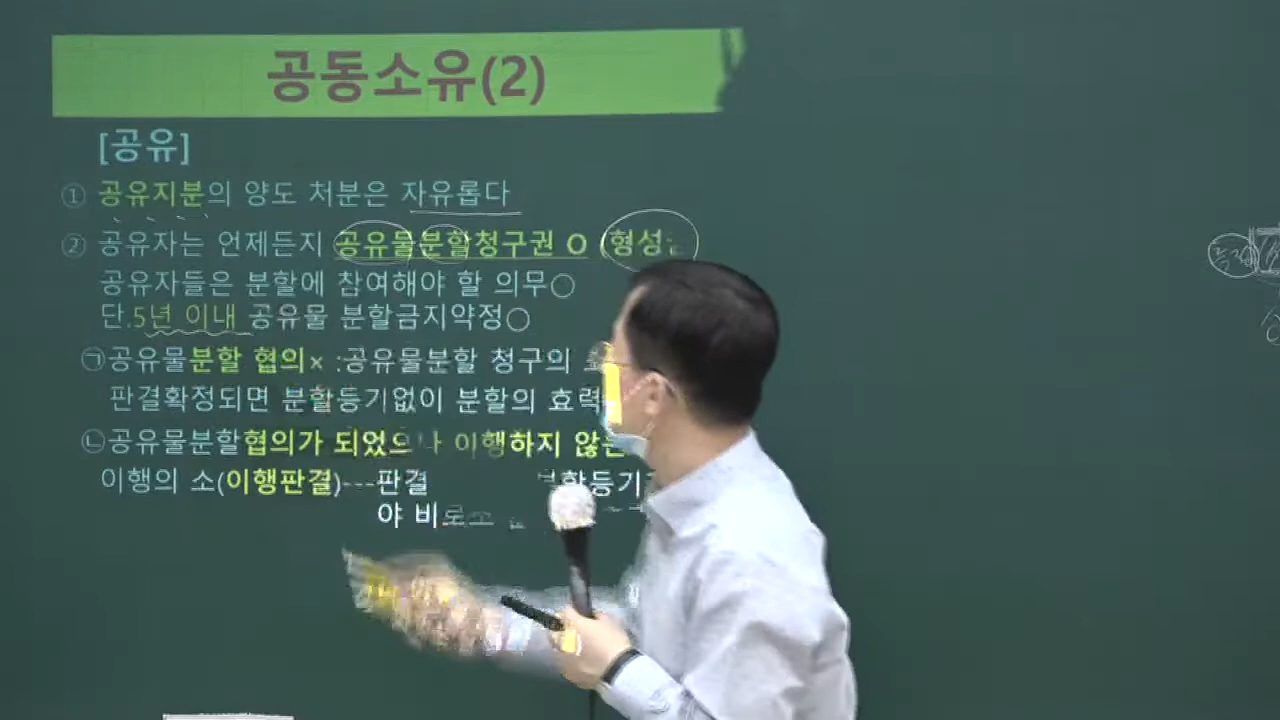 공동소유(2)
[공유]
① 공유지분의 양도 처분은 자유롭다
② 공유자는 언제든지 공유물분할청구권 O (형성
공유자들은 분할에 참여해야 할 의무○
단.5년 이내 공유물 분할금지약정○
㉠공유물분할 협의× :공유물분할 청구의
판결확정되면 분할등기없이 분할의 효력
㉡공유물분할협의가 되었으나 이행하지 않는
이행의 소(이행판결)---판결 분할등기
야 비로소